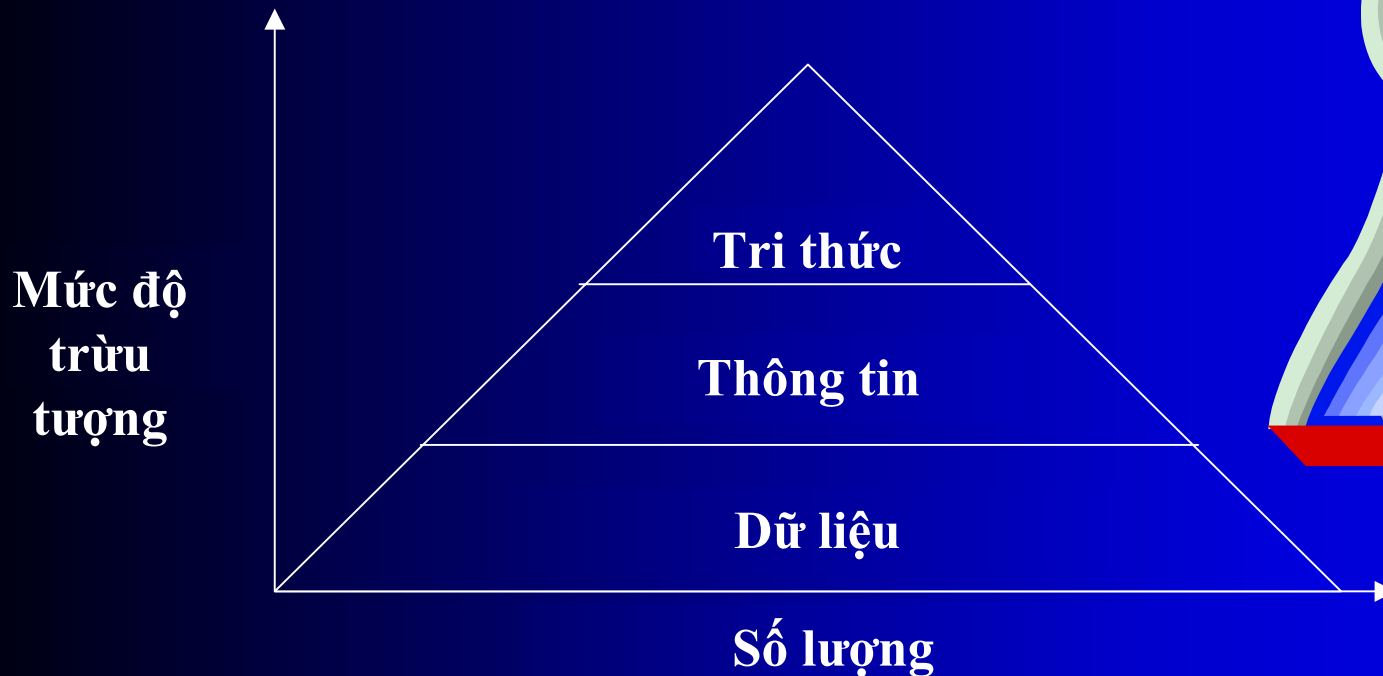 Tri thức
Mức độ
trừu
tượng
Thông tin
Dữ liệu
Số lượng